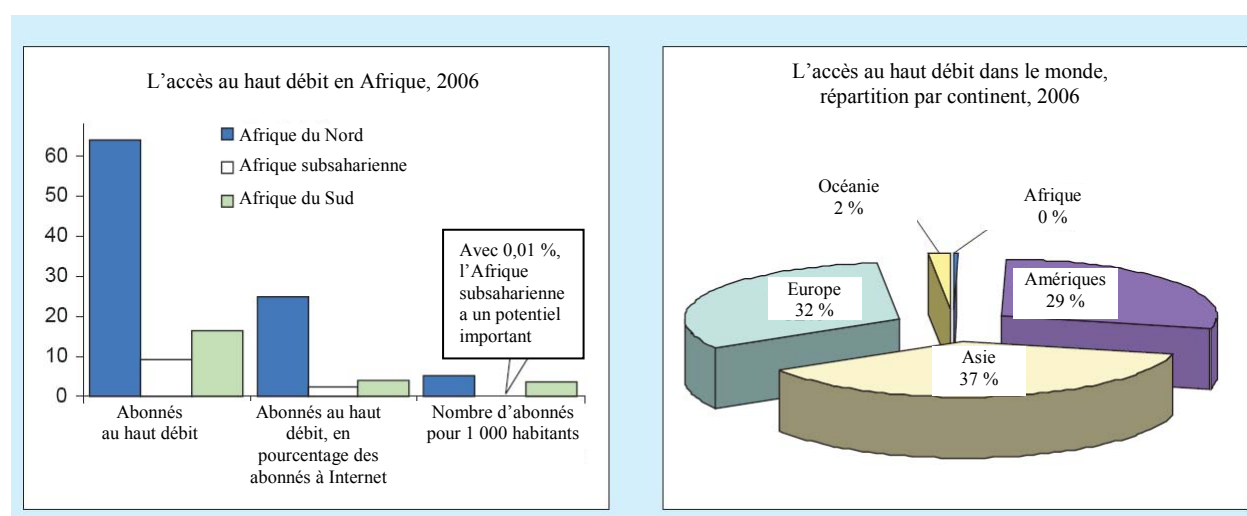 L’accès au haut débit en Afrique, 2006
Afrique du Nord
Afrique subsaharienne
Afrique du Sud
60
50
40
30
20
10
0
Avec 0,01 %,
l’Afrique
subsaharienne
a un potentiel
important
Abonnés
au haut débit
Abonnés au haut
débit, en
pourcentage des
abonnés à Internet
Nombre d’abonnés
pour 1 000 habitants
L’accès au haut débit dans le monde,
répartition par continent, 2006
Océanie
2 %
Afrique
0 %
Europe
32 %
Amériques
29 %
Asie
37 %